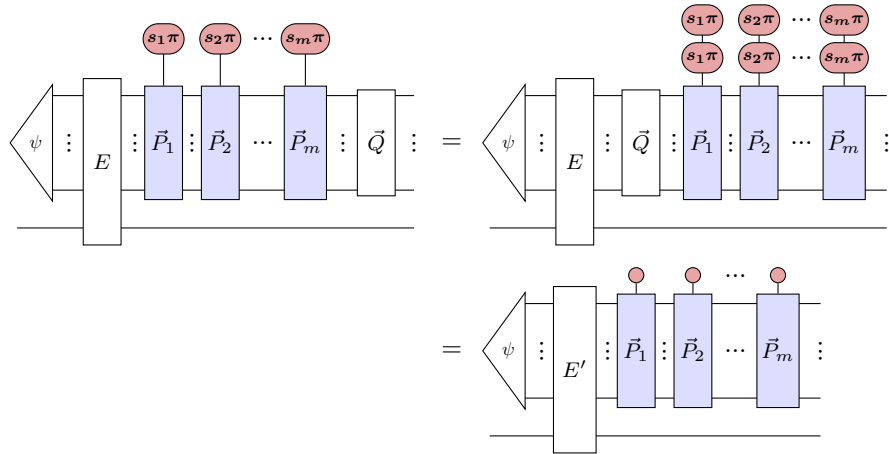 s₁π s₂π ··· sₘπ
ψ ⋮ E ⋮ P⃗₁ ⋮ P⃗₂ ··· P⃗ₘ ⋮ Q⃗ ⋮
=
s₁π s₂π ··· sₘπ
s₁π s₂π ··· sₘπ
ψ ⋮ E ⋮ Q⃗ ⋮ P⃗₁ ⋮ P⃗₂ ··· P⃗ₘ ⋮
=
···
ψ ⋮ E′ ⋮ P⃗₁ ⋮ P⃗₂ ··· P⃗ₘ ⋮